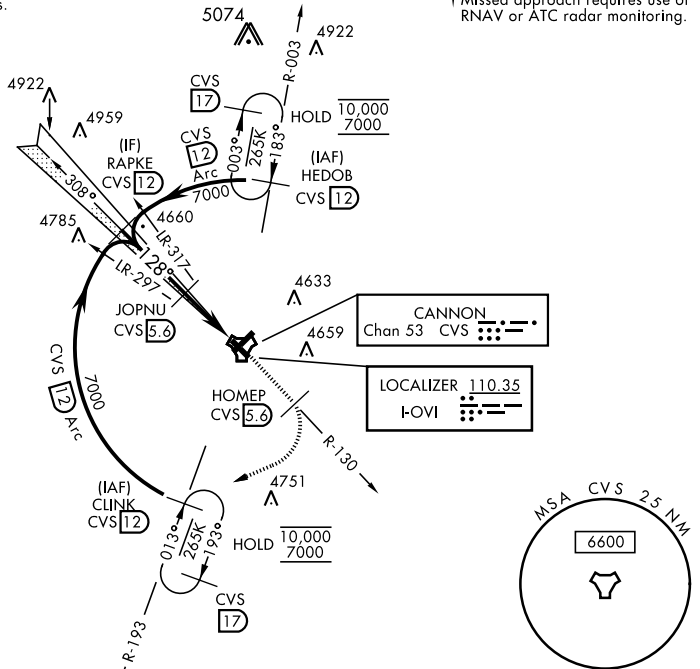 s.
Missed approach requires use of
RNAV or ATC radar monitoring.
5074
4922
R-003
4922
4959
CVS
17
HOLD 10,000
7000
(IF)
RAPKE
CVS 12
CVS
12
Arc
7000
003°
265K
183°
(IAF)
HEDOB
CVS 12
308°
4785
4660
LR-317
LR-297
128°
JOPNU
CVS 5.6
4633
4659
CANNON
Chan 53 CVS
LOCALIZER 110.35
I-OVI
CVS 12 Arc
7000
HOMEP
CVS 5.6
R-130
(IAF)
CLINK
CVS 12
4751
013°
265K
193°
HOLD 10,000
7000
CVS
17
R-193
MSA CVS 25 NM
6600